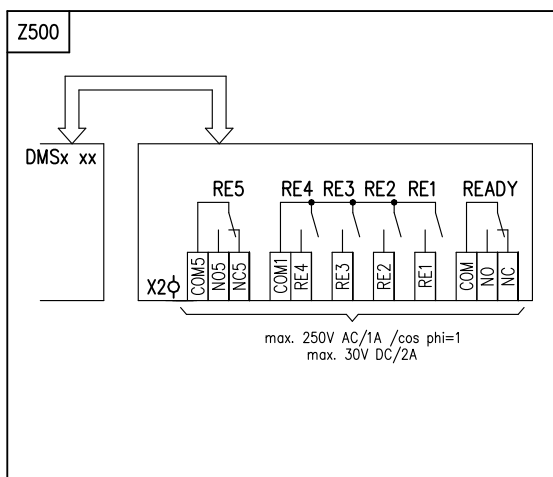 Z500
DMSx xx
RE5 RE4 RE3 RE2 RE1 READY
X2
COM5 NO5 NC5 COM1 RE4 RE3 RE2 RE1 COM NO NC
max. 250V AC/1A /cos phi=1
max. 30V DC/2A